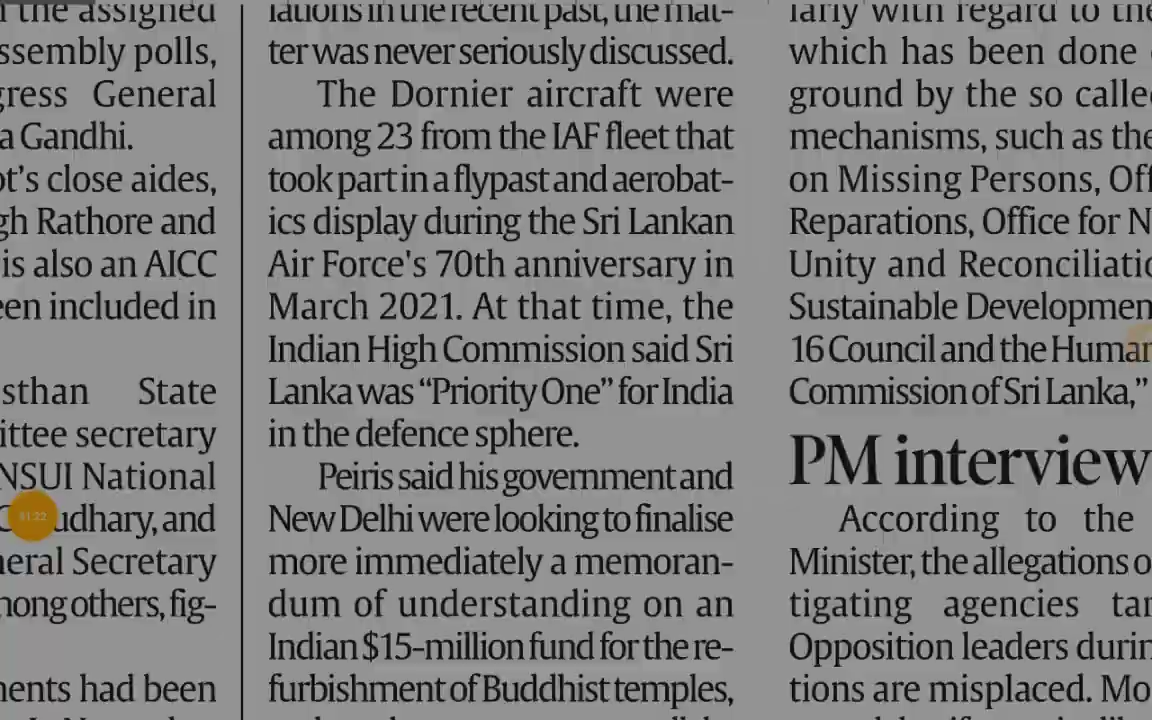 n the assigned
ssembly polls,
gress General
a Gandhi.
ot's close aides,
gh Rathore and
is also an AICC
een included in
sthan State
ittee secretary
NSUI National
udhary, and
neral Secretary
nong others, fig-
nents had been
lations in the recent past, the mat-
ter was never seriously discussed.
The Dornier aircraft were
among 23 from the IAF fleet that
took part in a flypast and aerobat-
ics display during the Sri Lankan
Air Force's 70th anniversary in
March 2021. At that time, the
Indian High Commission said Sri
Lanka was “Priority One” for India
in the defence sphere.
Peiris said his government and
New Delhi were looking to finalise
more immediately a memoran-
dum of understanding on an
Indian $15-million fund for the re-
furbishment of Buddhist temples,
larly with regard to the
which has been done
ground by the so calle
mechanisms, such as the
on Missing Persons, Off
Reparations, Office for N
Unity and Reconciliatio
Sustainable Developmen
16 Council and the Human
Commission of Sri Lanka,”
PM interview
According to the
Minister, the allegations o
tigating agencies tar
Opposition leaders durin
tions are misplaced. Mo
01:22